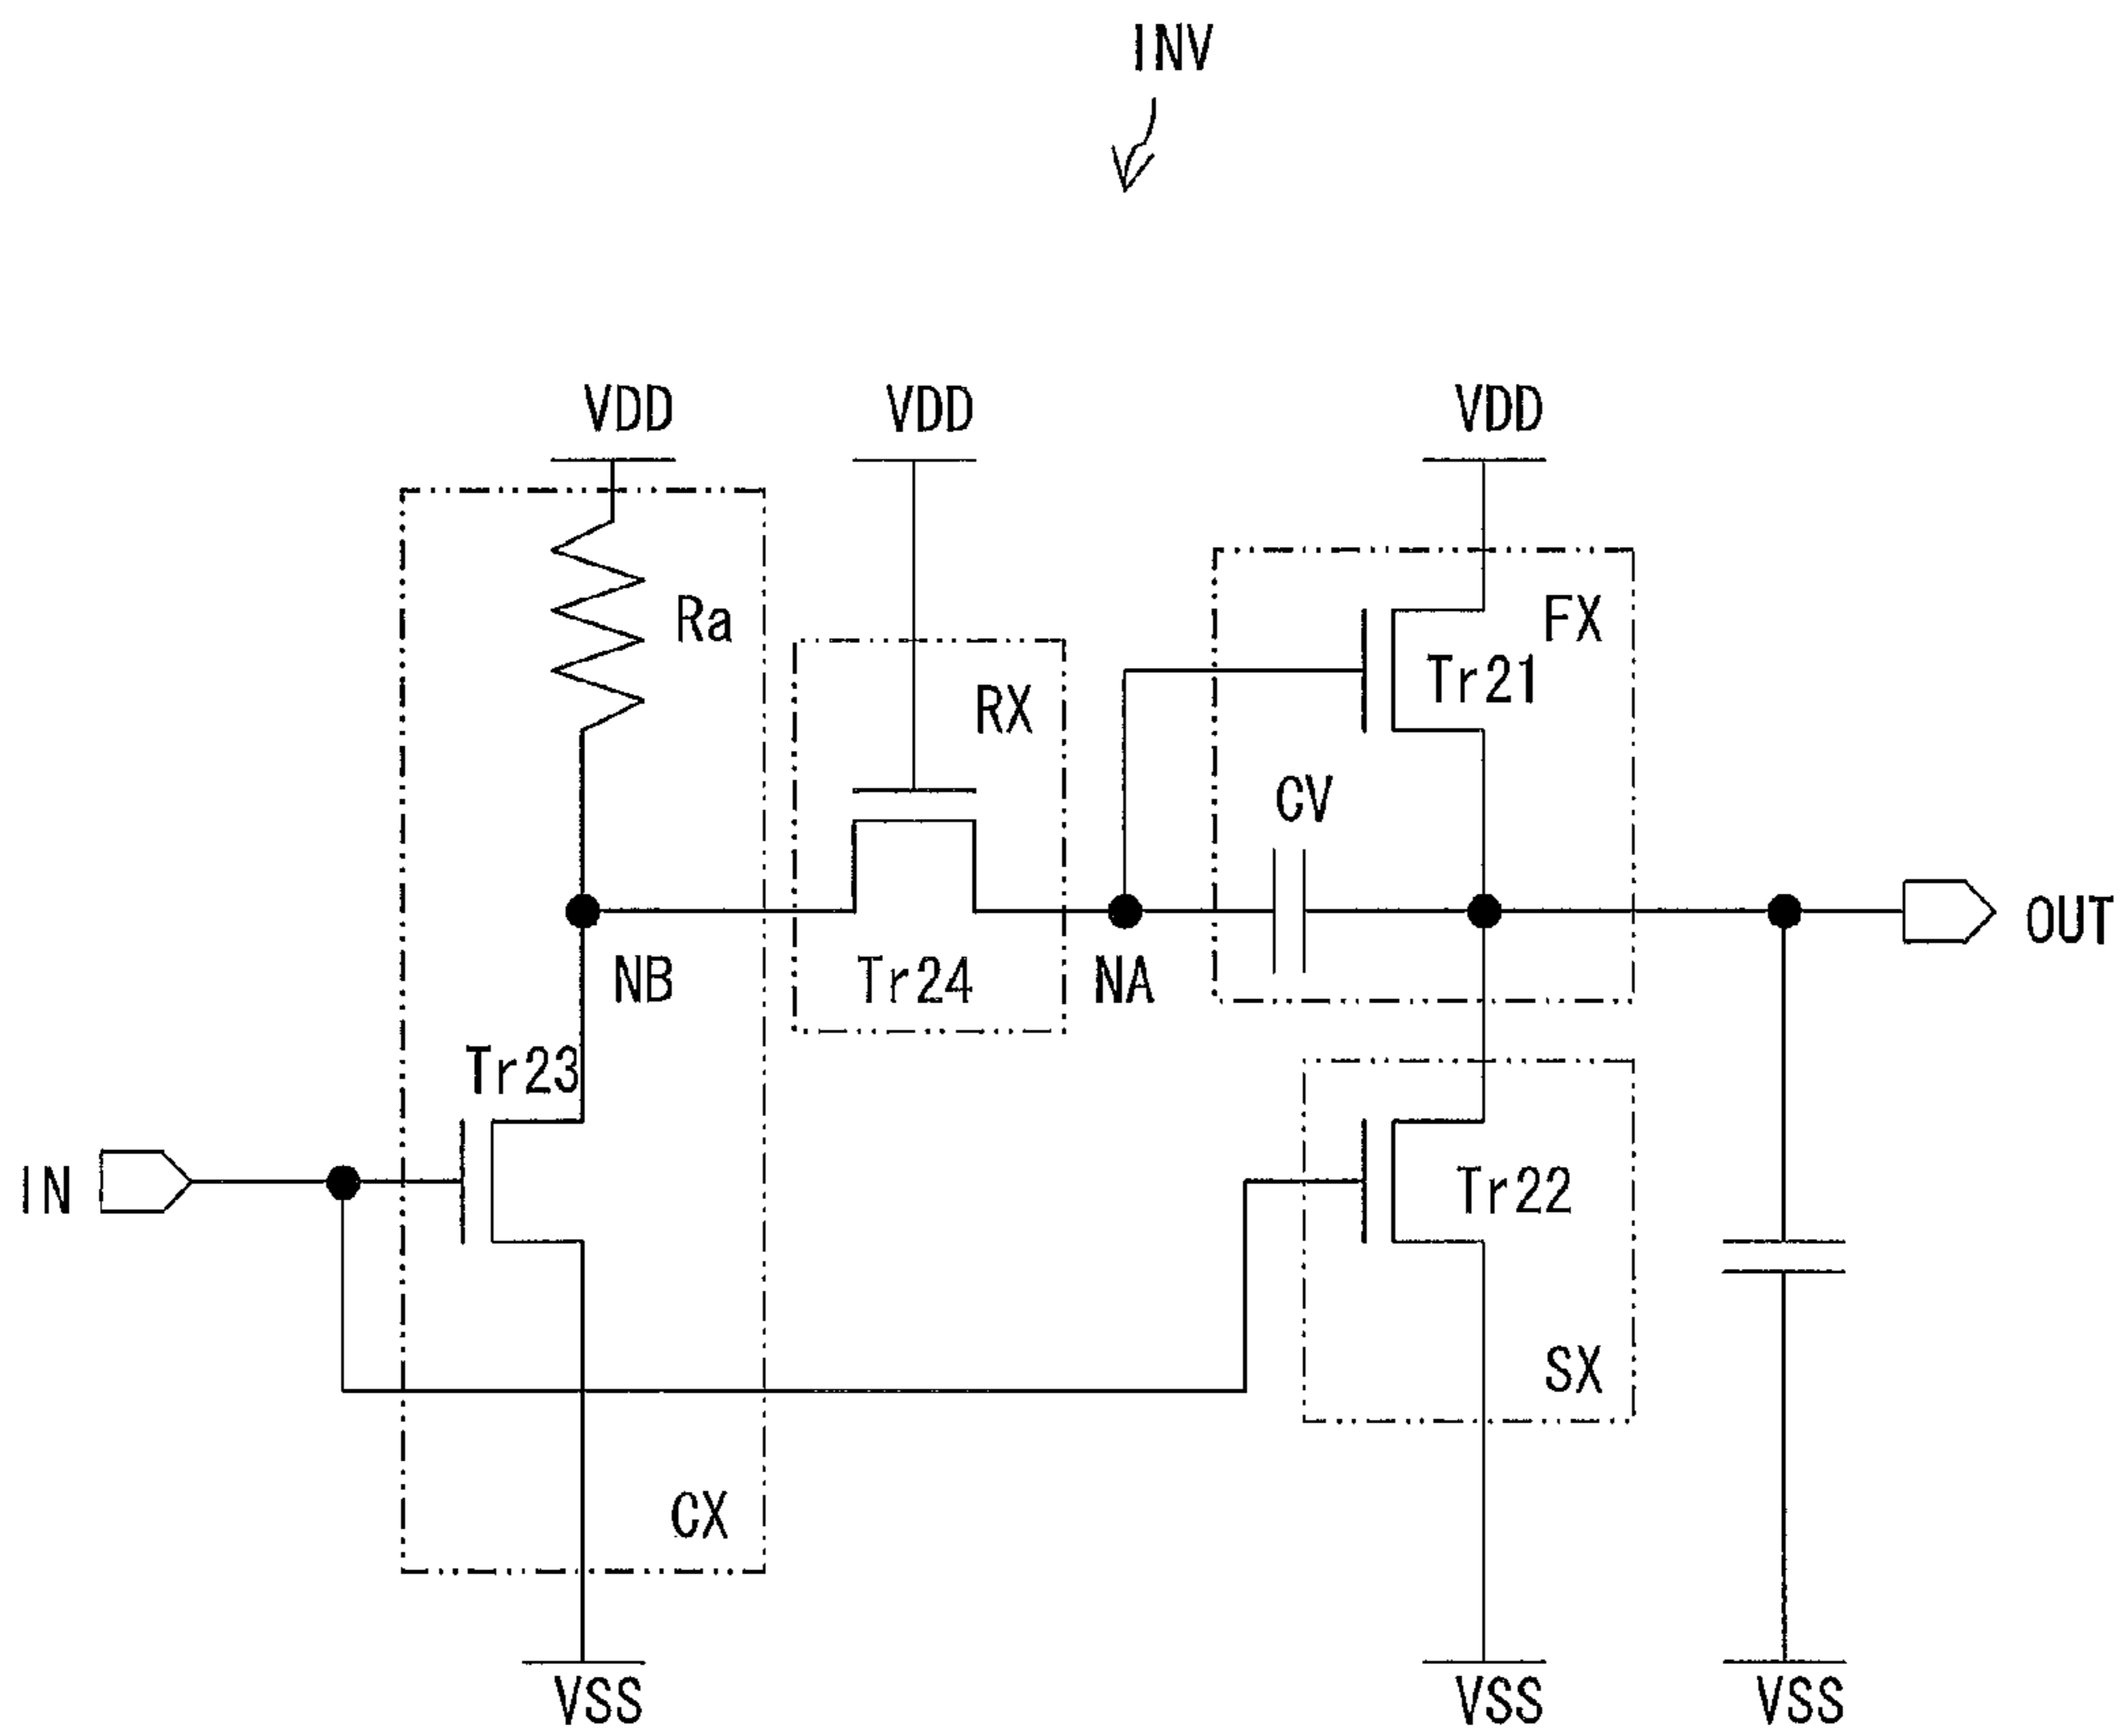 INV
VDD
VDD
VDD
Ra
FX
Tr21
RX
CV
OUT
NB
Tr24
NA
Tr23
IN
Tr22
SX
CX
VSS
VSS
VSS